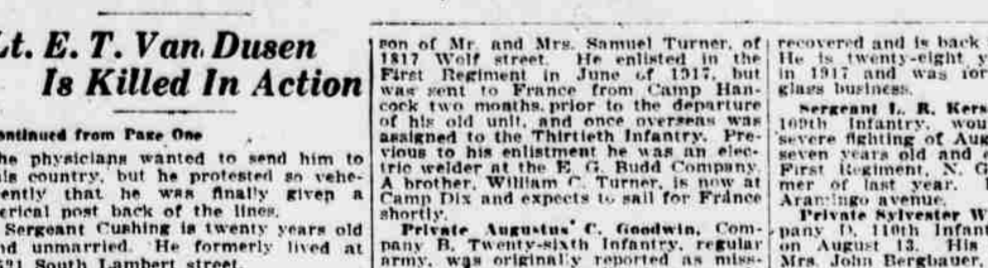 Lt. E. T. Van Dusen
Is Killed In Action
Continued from Page One
the physicians wanted to send him to
his country, but he protested so vehe-
mently that he was finally given a
clerical post back of the lines.
Sergeant Cushing is twenty years old
and unmarried. He formerly lived at
South Lambert street.
son of Mr. and Mrs. Samuel Turner, of
1817 Wolf street. He enlisted in the
First Regiment in June of 1917, but
was sent to France from Camp Han-
cock two months prior to the departure
of his old unit, and once overseas was
assigned to the Thirtieth Infantry. Pre-
vious to his enlistment he was an elec-
tric welder at the E. G. Budd Company.
A brother, William C. Turner, is now at
Camp Dix and expects to sail for France
shortly.
Private Augustus C. Goodwin, Com-
pany B, Twenty-sixth Infantry, regular
army, was originally reported as miss-
recovered and is back
He is twenty-eight y
in 1917 and was for
glass business.
Sergeant L. R. Kers
109th Infantry, wou
severe fighting of Aug
seven years old and e
First Regiment, N. G
mer of last year.
Aramingo avenue.
Private Sylvester W
pany D, 110th Infant
on August 13. His
Mrs. John Bergbauer,